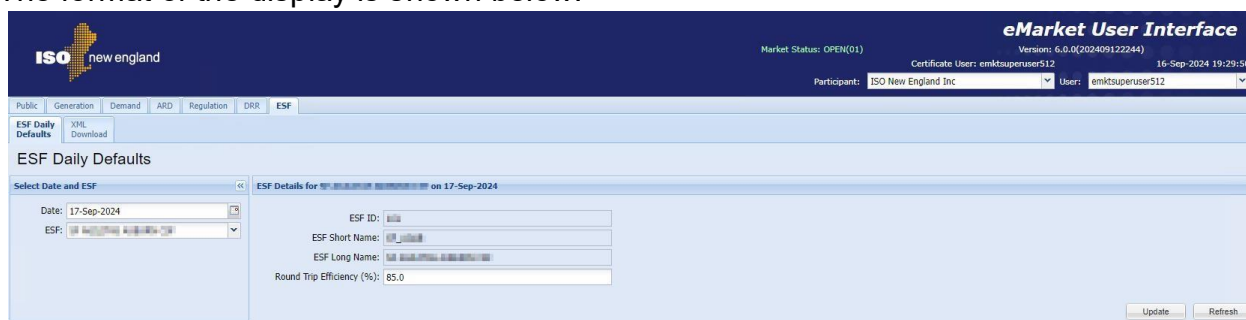 The format of the display is shown below.
eMarket User Interface
ISO new england
Market Status: OPEN(01)
Version: 6.0.0(202409122244)
Certificate User: emktsuperuser512
16-Sep-2024 19:29:50
Participant: ISO New England Inc
User: emktsuperuser512
Public Generation Demand ARD Regulation DRR ESF
ESF Daily Defaults
XML Download
ESF Daily Defaults
Select Date and ESF
ESF Details for on 17-Sep-2024
Date: 17-Sep-2024
ESF:
ESF ID:
ESF Short Name:
ESF Long Name:
Round Trip Efficiency (%): 85.0
Update Refresh